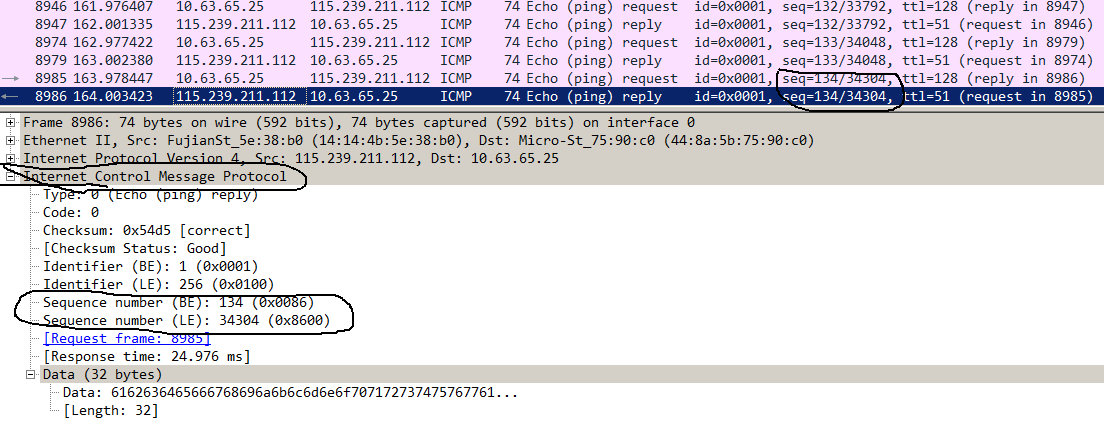 8946 161.976407 10.63.65.25 115.239.211.112 ICMP 74 Echo (ping) request id=0x0001, seq=132/33792, ttl=128 (reply in 8947)
8947 162.001335 115.239.211.112 10.63.65.25 ICMP 74 Echo (ping) reply id=0x0001, seq=132/33792, ttl=51 (request in 8946)
8974 162.977422 10.63.65.25 115.239.211.112 ICMP 74 Echo (ping) request id=0x0001, seq=133/34048, ttl=128 (reply in 8979)
8979 163.002380 115.239.211.112 10.63.65.25 ICMP 74 Echo (ping) reply id=0x0001, seq=133/34048, ttl=51 (request in 8974)
8985 163.978447 10.63.65.25 115.239.211.112 ICMP 74 Echo (ping) request id=0x0001, seq=134/34304, ttl=128 (reply in 8986)
8986 164.003423 115.239.211.112 10.63.65.25 ICMP 74 Echo (ping) reply id=0x0001, seq=134/34304, ttl=51 (request in 8985)
Frame 8986: 74 bytes on wire (592 bits), 74 bytes captured (592 bits) on interface 0
Ethernet II, Src: FujianSt_5e:38:b0 (14:14:4b:5e:38:b0), Dst: Micro-St_75:90:c0 (44:8a:5b:75:90:c0)
Internet Protocol Version 4, Src: 115.239.211.112, Dst: 10.63.65.25
Internet Control Message Protocol
Type: 0 (Echo (ping) reply)
Code: 0
Checksum: 0x54d5 [correct]
[Checksum Status: Good]
Identifier (BE): 1 (0x0001)
Identifier (LE): 256 (0x0100)
Sequence number (BE): 134 (0x0086)
Sequence number (LE): 34304 (0x8600)
[Request frame: 8985]
[Response time: 24.976 ms]
Data (32 bytes)
Data: 6162636465666768696a6b6c6d6e6f707172737475767761...
[Length: 32]